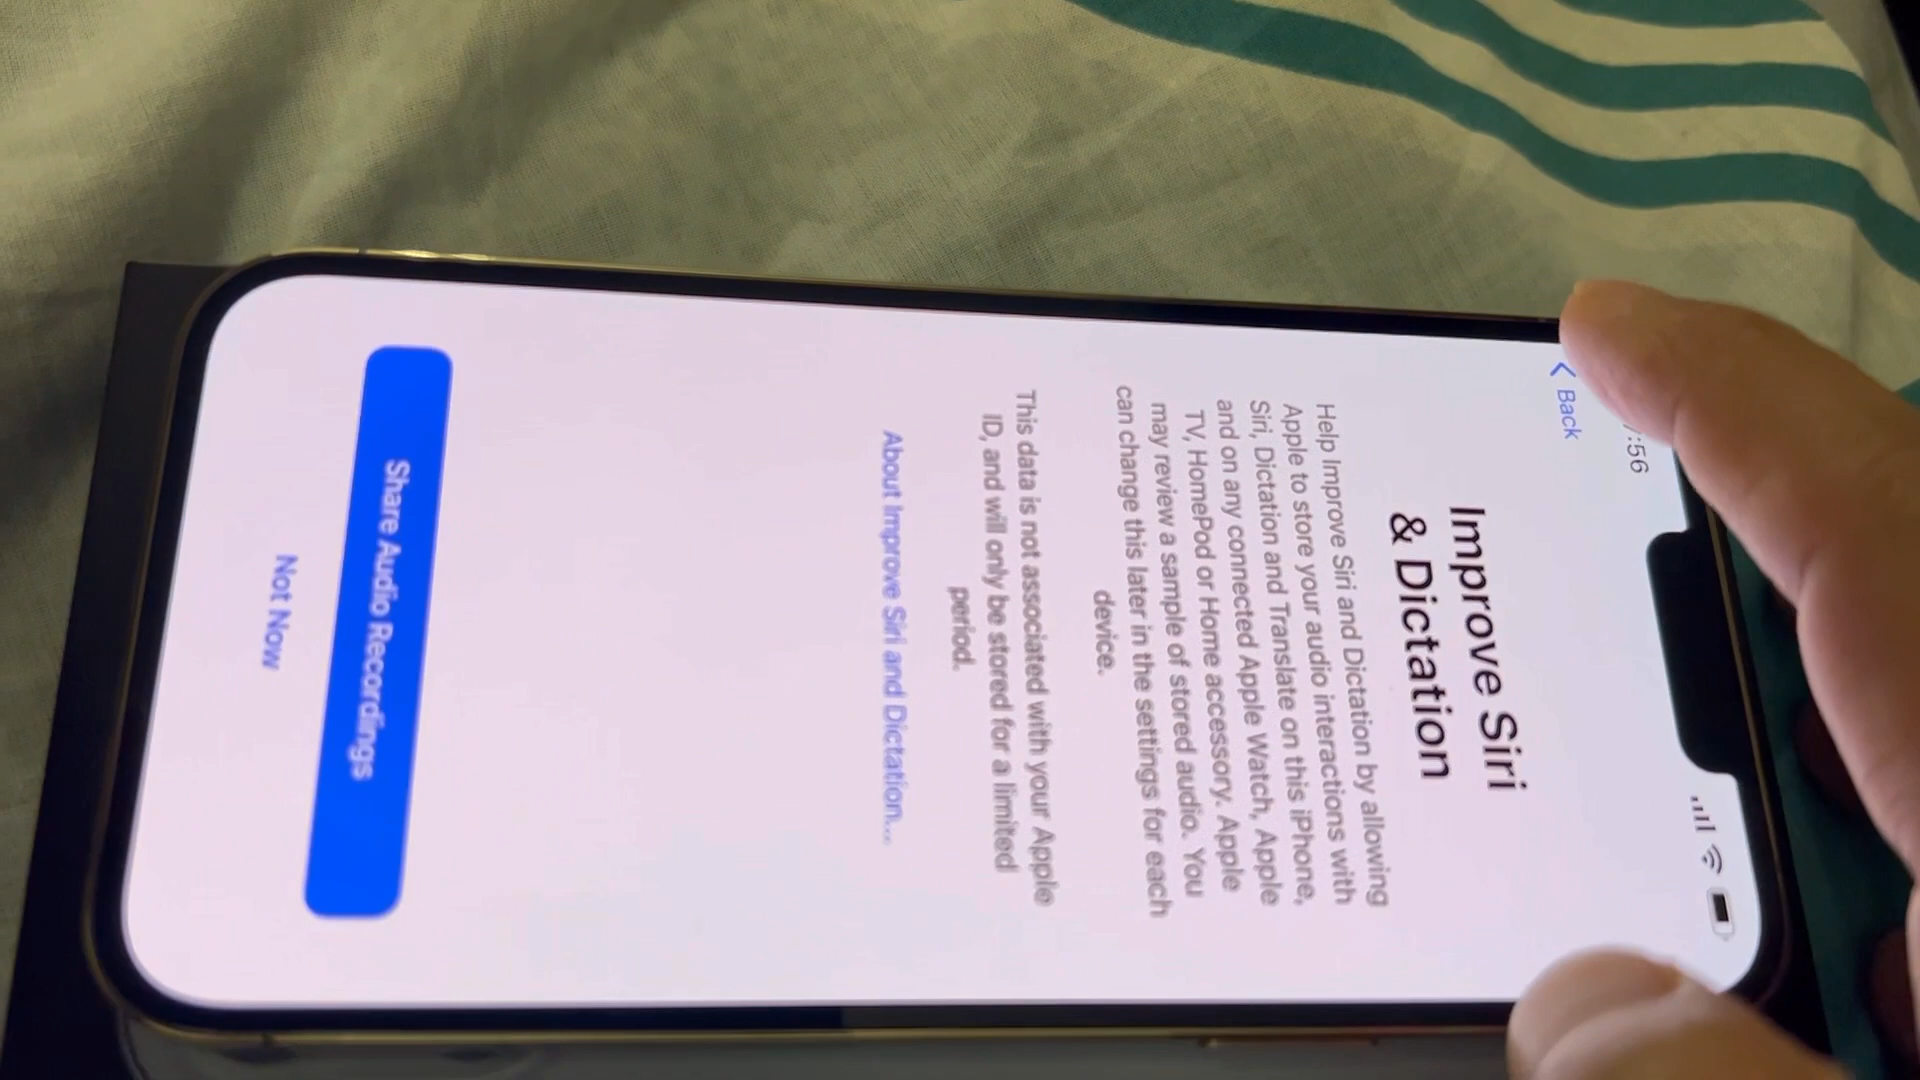 :56
Back
Improve Siri
& Dictation
Help Improve Siri and Dictation by allowing
Apple to store your audio interactions with
Siri, Dictation and Translate on this iPhone,
and on any connected Apple Watch, Apple
TV, HomePod or Home accessory. Apple
may review a sample of stored audio. You
can change this later in the settings for each
device.
This data is not associated with your Apple
ID, and will only be stored for a limited
period.
About Improve Siri and Dictation...
Share Audio Recordings
Not Now